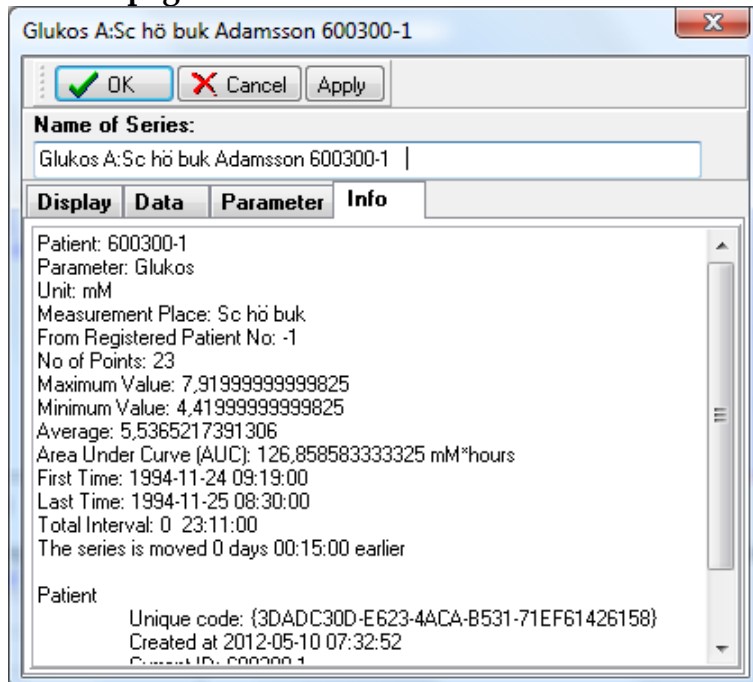 Glukos A:Sc hö buk Adamsson 600300-1
OK Cancel Apply
Name of Series:
Glukos A:Sc hö buk Adamsson 600300-1
Display Data Parameter Info
Patient: 600300-1
Parameter: Glukos
Unit: mM
Measurement Place: Sc hö buk
From Registered Patient No: -1
No of Points: 23
Maximum Value: 7,91999999999825
Minimum Value: 4,41999999999825
Average: 5,5365217391306
Area Under Curve (AUC): 126,858583333325 mM*hours
First Time: 1994-11-24 09:19:00
Last Time: 1994-11-25 08:30:00
Total Interval: 0 23:11:00
The series is moved 0 days 00:15:00 earlier
Patient
Unique code: {3DADC30D-E623-4ACA-B531-71EF61426158}
Created at 2012-05-10 07:32:52